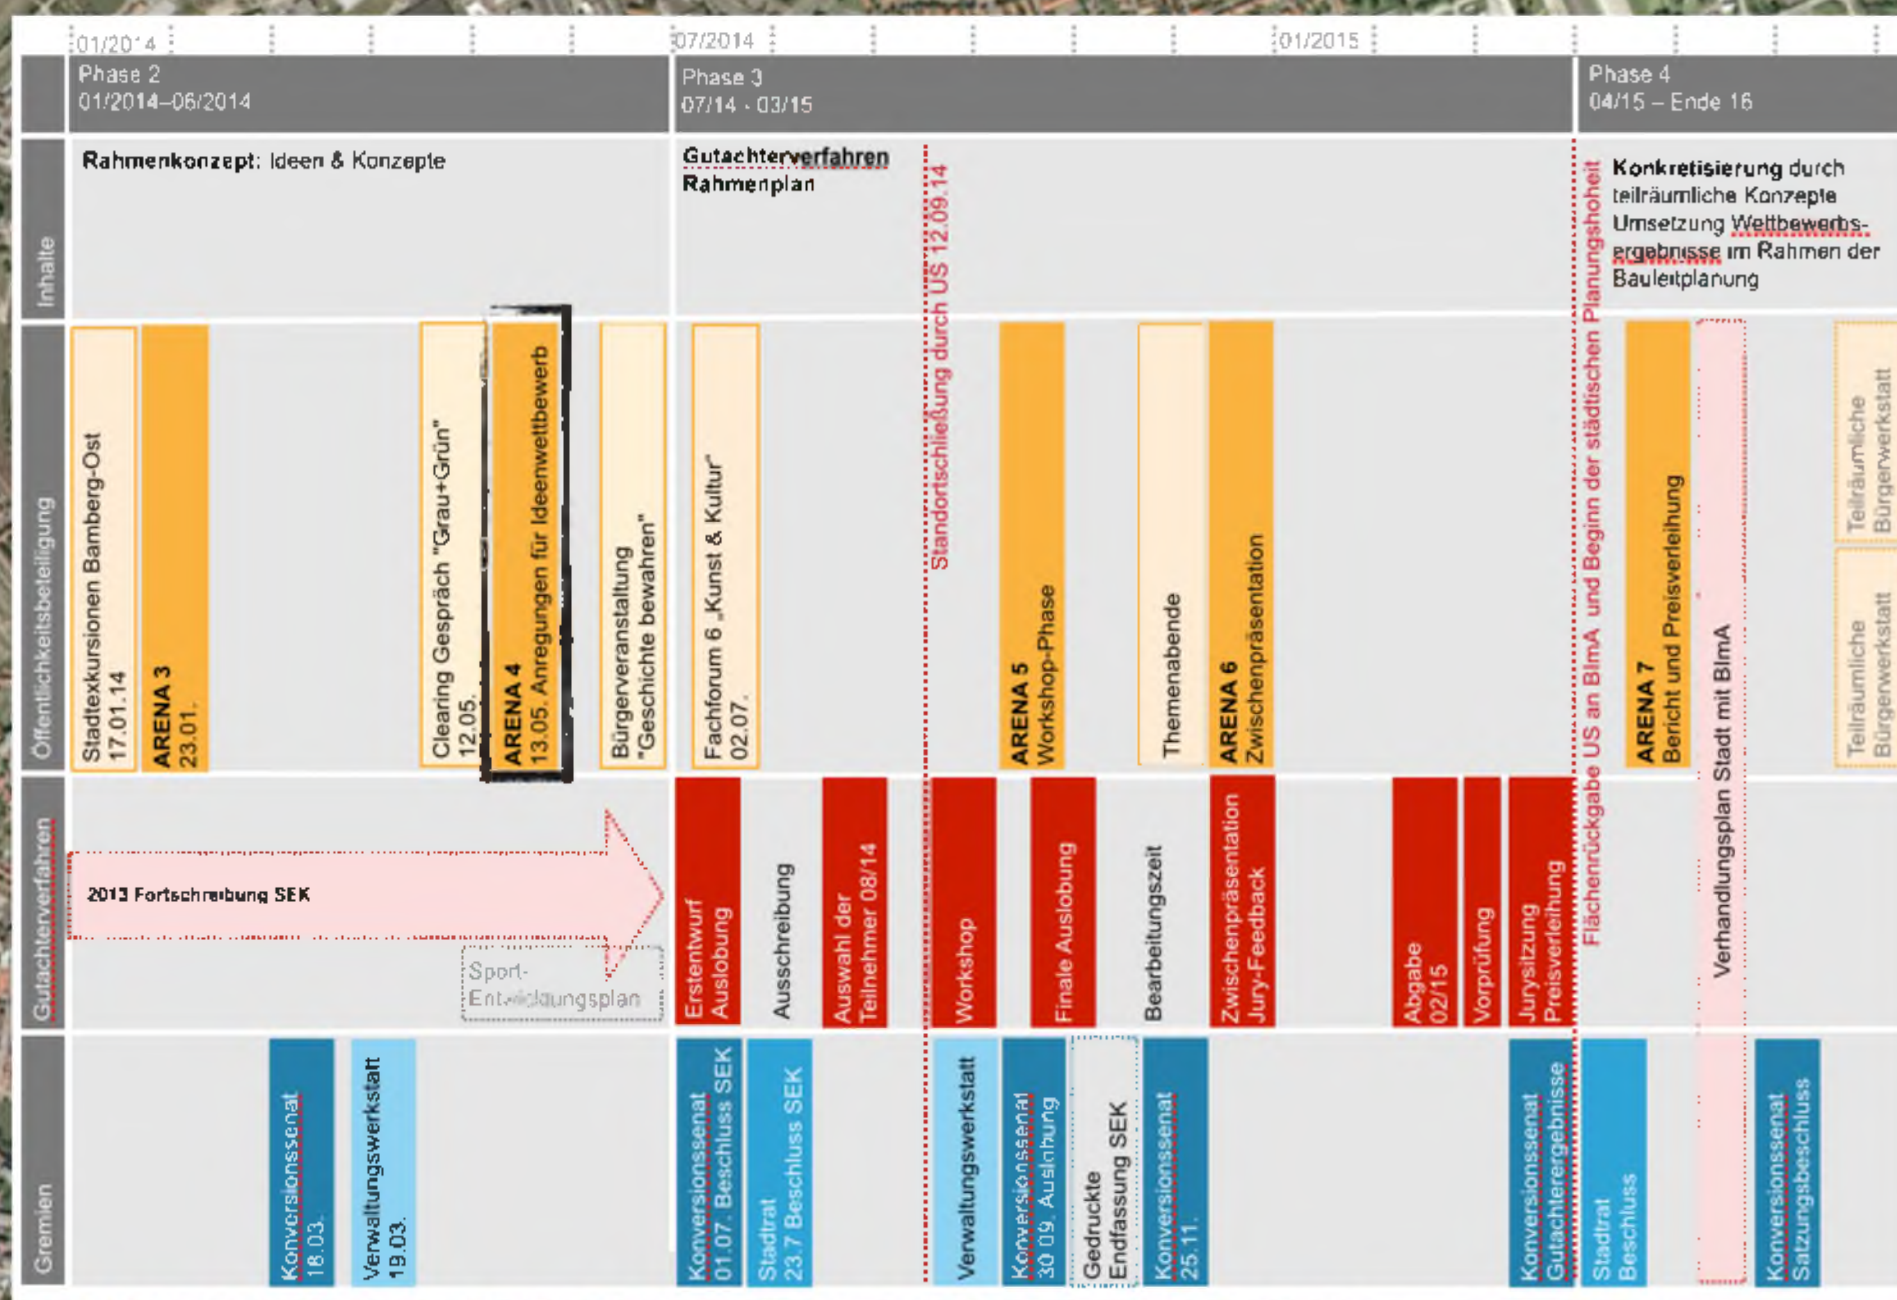 01/2014
07/2014
01/2015
Phase 2
01/2014–06/2014
Phase 3
07/14 - 03/15
Phase 4
04/15 – Ende 16
Inhalte
Rahmenkonzept: Ideen & Konzepte
Gutachterverfahren
Rahmenplan
Standortschließung durch US 12.09.14
Flächenrückgabe US an BImA und Beginn der städtischen Planungshoheit
Konkretisierung durch
teilräumliche Konzepte
Umsetzung Wettbewerbs-
ergebnisse im Rahmen der
Bauleitplanung
Öffentlichkeitsbeteiligung
Stadtexkursionen Bamberg-Ost
17.01.14
ARENA 3
23.01.
Clearing Gespräch "Grau+Grün"
12.05.
ARENA 4
13.05. Anregungen für Ideenwettbewerb
Bürgerveranstaltung
"Geschichte bewahren"
Fachforum 6 „Kunst & Kultur"
02.07.
ARENA 5
Workshop-Phase
Themenabende
ARENA 6
Zwischenpräsentation
ARENA 7
Bericht und Preisverleihung
Verhandlungsplan Stadt mit BImA
Teilräumliche
Bürgerwerkstatt
Teilräumliche
Bürgerwerkstatt
Gutachterverfahren
2013 Fortschreibung SEK
Sport-
Entwicklungsplan
Erstentwurf
Auslobung
Ausschreibung
Auswahl der
Teilnehmer 08/14
Workshop
Finale Auslobung
Bearbeitungszeit
Zwischenpräsentation
Jury-Feedback
Abgabe
02/15
Vorprüfung
Jurysitzung
Preisverleihung
Gremien
Konversionssenat
18.03.
Verwaltungswerkstatt
19.03.
Konversionssenat
01.07. Beschluss SEK
Stadtrat
23.7 Beschluss SEK
Verwaltungswerkstatt
Konversionssenat
30.09. Auslobung
Gedruckte
Endfassung SEK
Konversionssenat
25.11.
Konversionssenat
Gutachterergebnisse
Stadtrat
Beschluss
Konversionssenat
Satzungsbeschluss